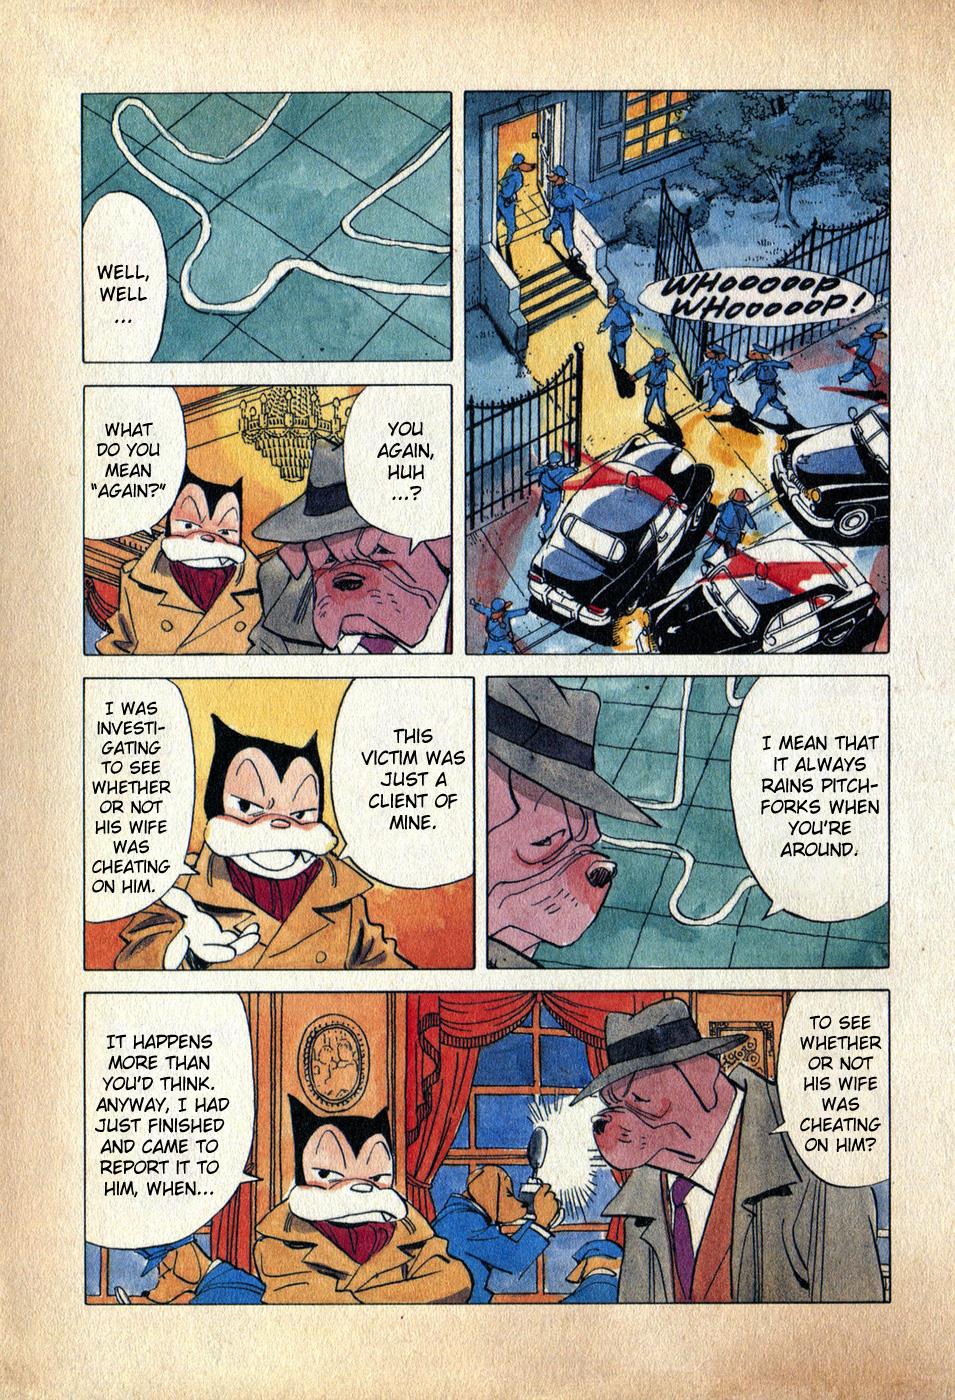 WHOOOOOP
WHOOOOOP!
WELL,
WELL
...
YOU
AGAIN,
HUH
...?
WHAT
DO YOU
MEAN
"AGAIN?"
I MEAN THAT
IT ALWAYS
RAINS PITCH-
FORKS WHEN
YOU'RE
AROUND.
THIS
VICTIM WAS
JUST A
CLIENT OF
MINE.
I WAS
INVESTI-
GATING
TO SEE
WHETHER
OR NOT
HIS WIFE
WAS
CHEATING
ON HIM.
TO SEE
WHETHER
OR NOT
HIS WIFE
WAS
CHEATING
ON HIM?
IT HAPPENS
MORE THAN
YOU'D THINK.
ANYWAY, I HAD
JUST FINISHED
AND CAME TO
REPORT IT TO
HIM, WHEN...